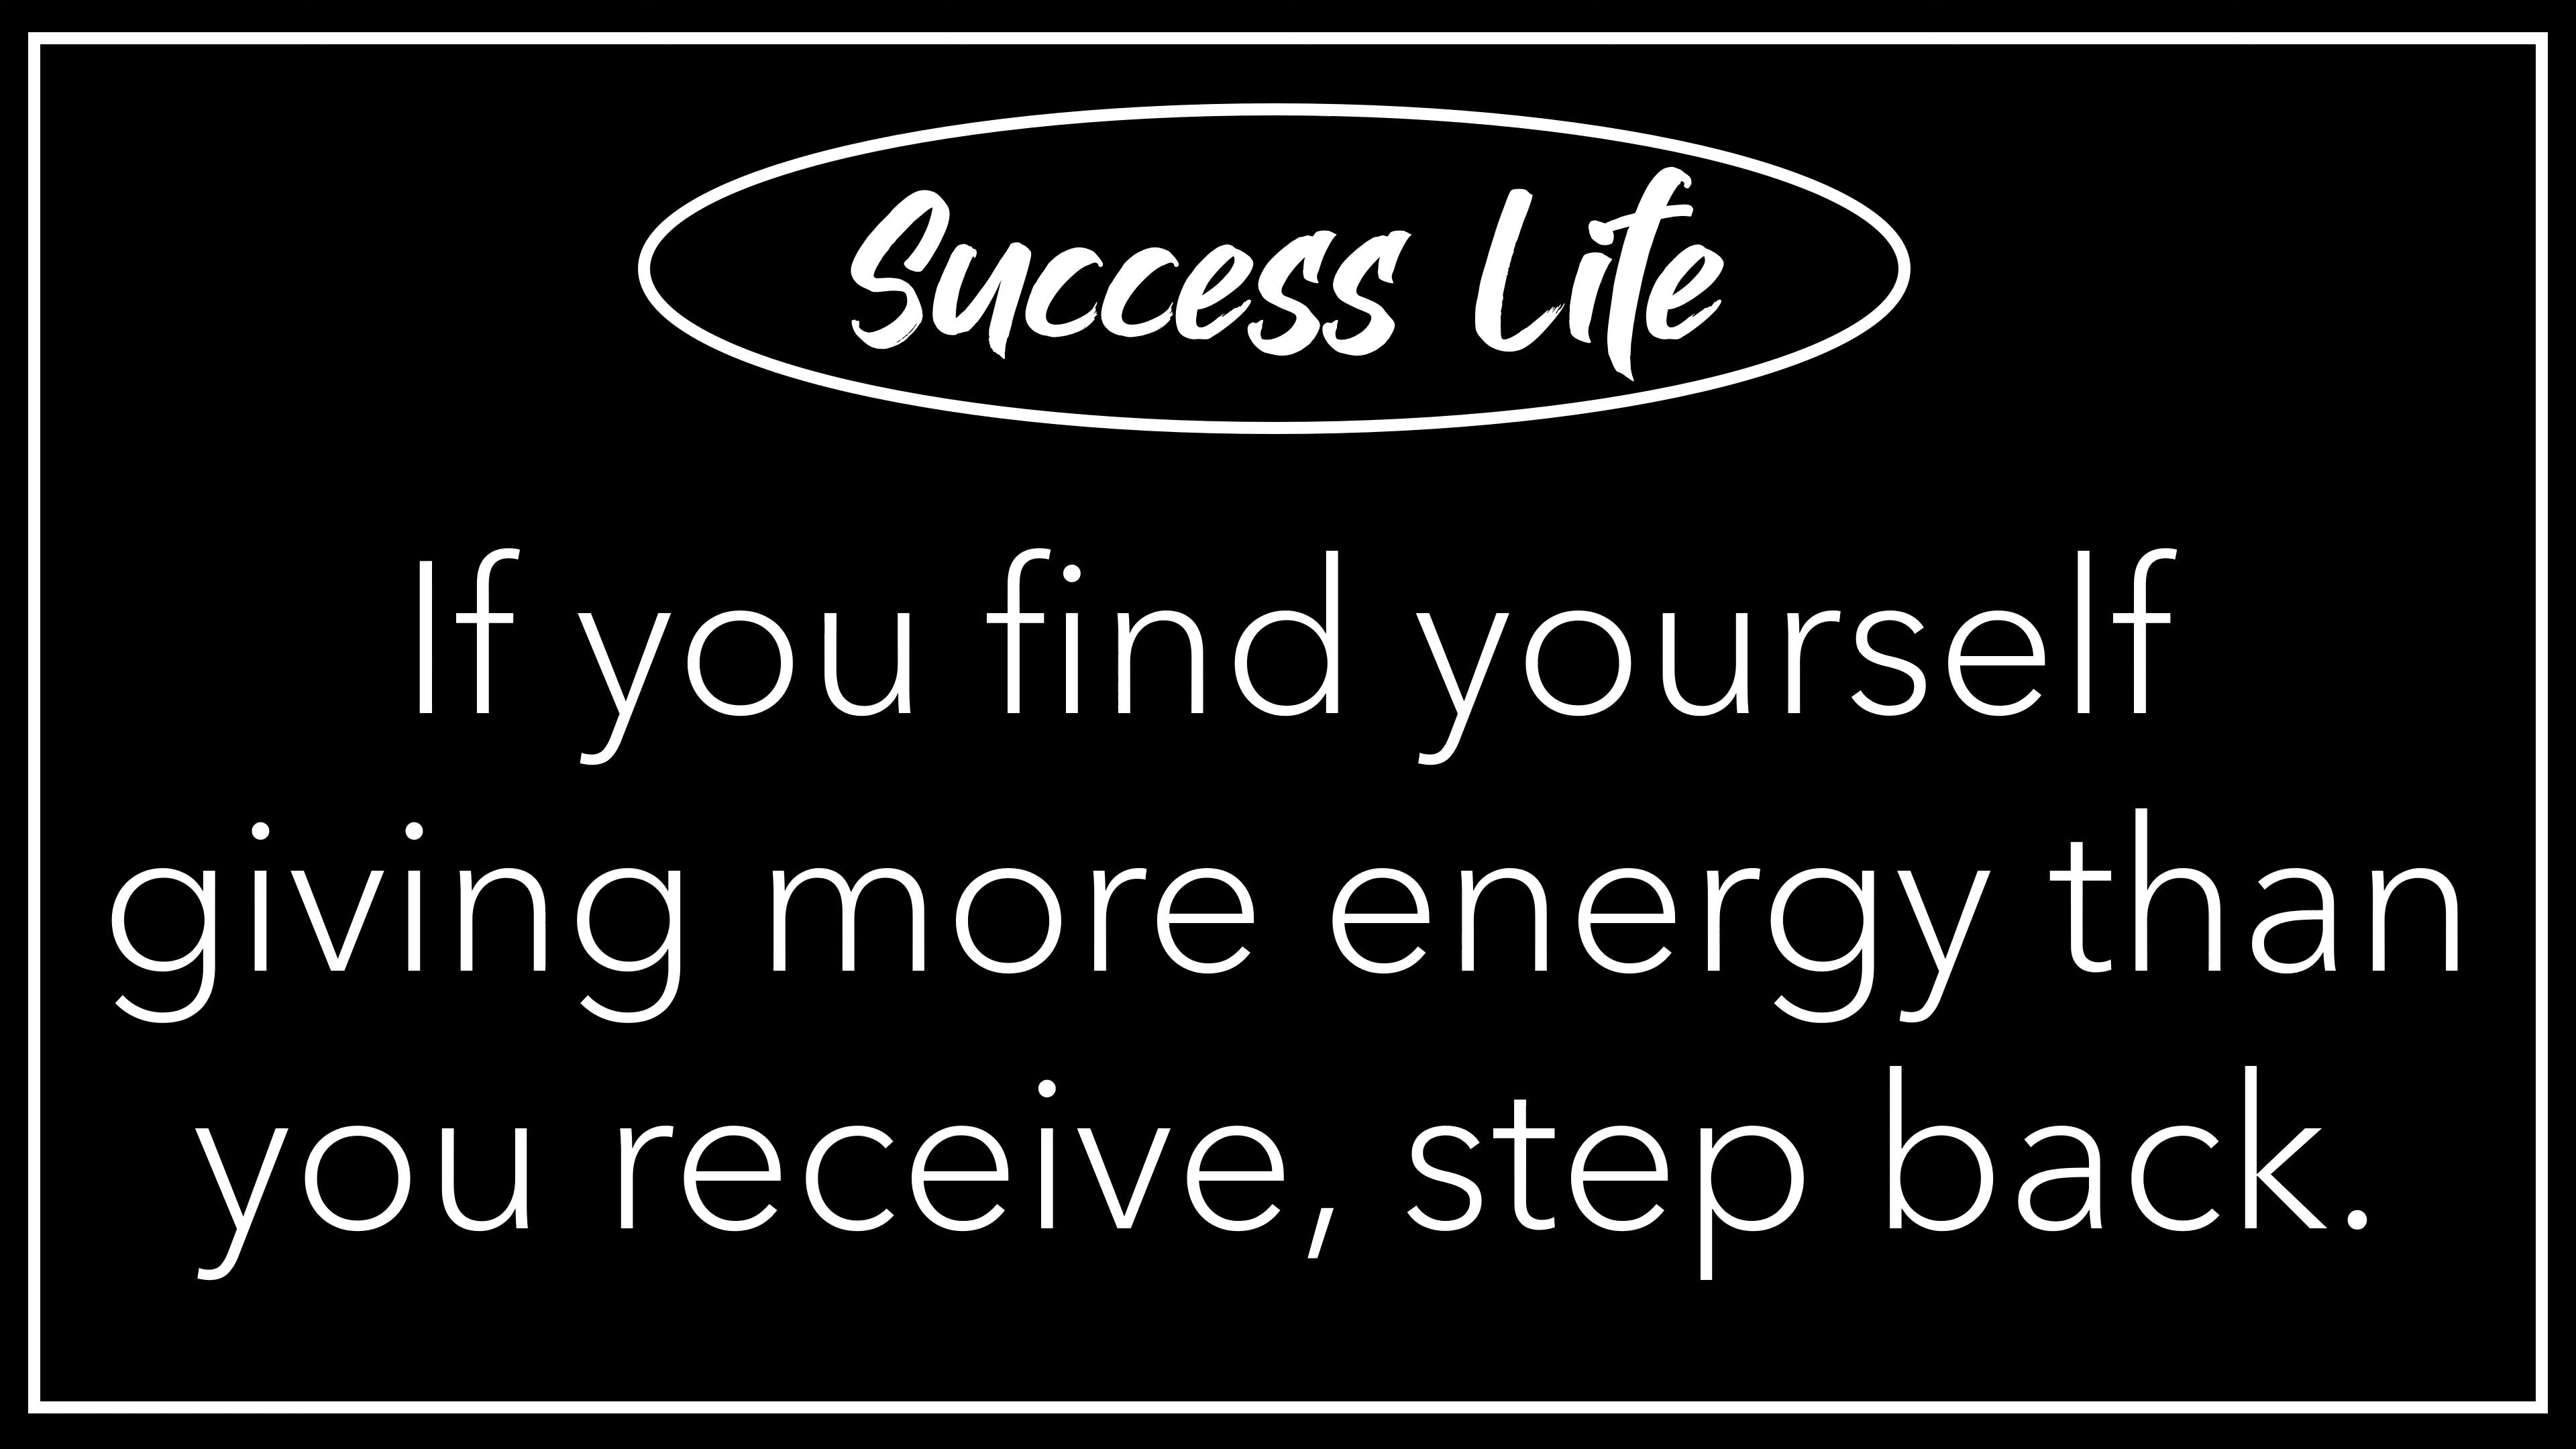 Success Life
If you find yourself
giving more energy than
you receive, step back.